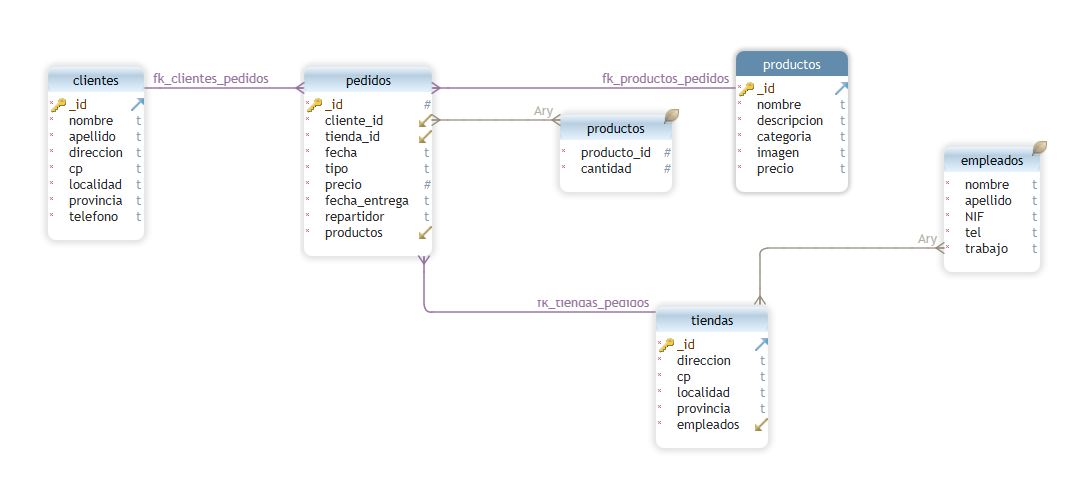 clientes
_id #
nombre t
apellido t
direccion t
cp t
localidad t
provincia t
telefono t
fk_clientes_pedidos
pedidos
_id #
cliente_id
tienda_id
fecha t
tipo t
precio #
fecha_entrega t
repartidor t
productos
fk_productos_pedidos
Ary
productos
producto_id #
cantidad #
productos
_id
nombre t
descripcion t
categoria t
imagen t
precio t
empleados
nombre t
apellido t
NIF t
tel t
trabajo t
Ary
fk_tiendas_pedidos
tiendas
_id
direccion t
cp t
localidad t
provincia t
empleados